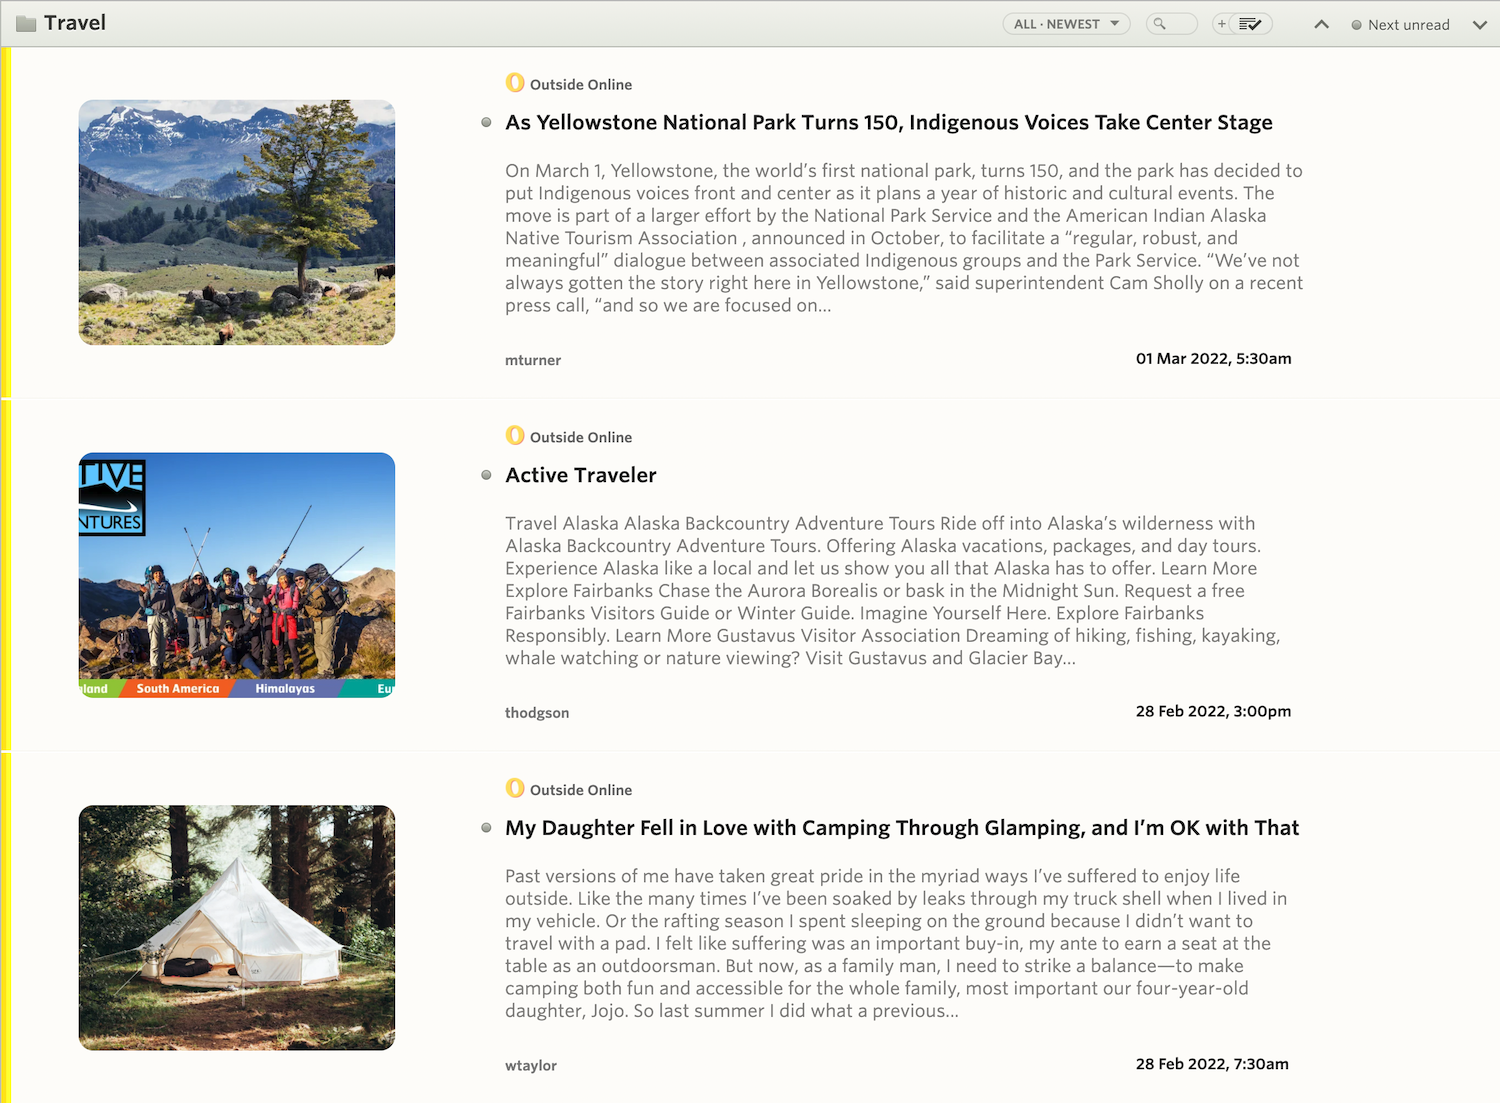 Travel
ALL · NEWEST
+
Next unread
O Outside Online
As Yellowstone National Park Turns 150, Indigenous Voices Take Center Stage
On March 1, Yellowstone, the world’s first national park, turns 150, and the park has decided to
put Indigenous voices front and center as it plans a year of historic and cultural events. The
move is part of a larger effort by the National Park Service and the American Indian Alaska
Native Tourism Association , announced in October, to facilitate a “regular, robust, and
meaningful” dialogue between associated Indigenous groups and the Park Service. “We’ve not
always gotten the story right here in Yellowstone,” said superintendent Cam Sholly on a recent
press call, “and so we are focused on...
mturner
01 Mar 2022, 5:30am
O Outside Online
Active Traveler
TIVE
NTURES
land
South America
Himalayas
Eu
Travel Alaska Alaska Backcountry Adventure Tours Ride off into Alaska’s wilderness with
Alaska Backcountry Adventure Tours. Offering Alaska vacations, packages, and day tours.
Experience Alaska like a local and let us show you all that Alaska has to offer. Learn More
Explore Fairbanks Chase the Aurora Borealis or bask in the Midnight Sun. Request a free
Fairbanks Visitors Guide or Winter Guide. Imagine Yourself Here. Explore Fairbanks
Responsibly. Learn More Gustavus Visitor Association Dreaming of hiking, fishing, kayaking,
whale watching or nature viewing? Visit Gustavus and Glacier Bay...
thodgson
28 Feb 2022, 3:00pm
O Outside Online
My Daughter Fell in Love with Camping Through Glamping, and I’m OK with That
Past versions of me have taken great pride in the myriad ways I’ve suffered to enjoy life
outside. Like the many times I’ve been soaked by leaks through my truck shell when I lived in
my vehicle. Or the rafting season I spent sleeping on the ground because I didn’t want to
travel with a pad. I felt like suffering was an important buy-in, my ante to earn a seat at the
table as an outdoorsman. But now, as a family man, I need to strike a balance—to make
camping both fun and accessible for the whole family, most important our four-year-old
daughter, Jojo. So last summer I did what a previous...
wtaylor
28 Feb 2022, 7:30am